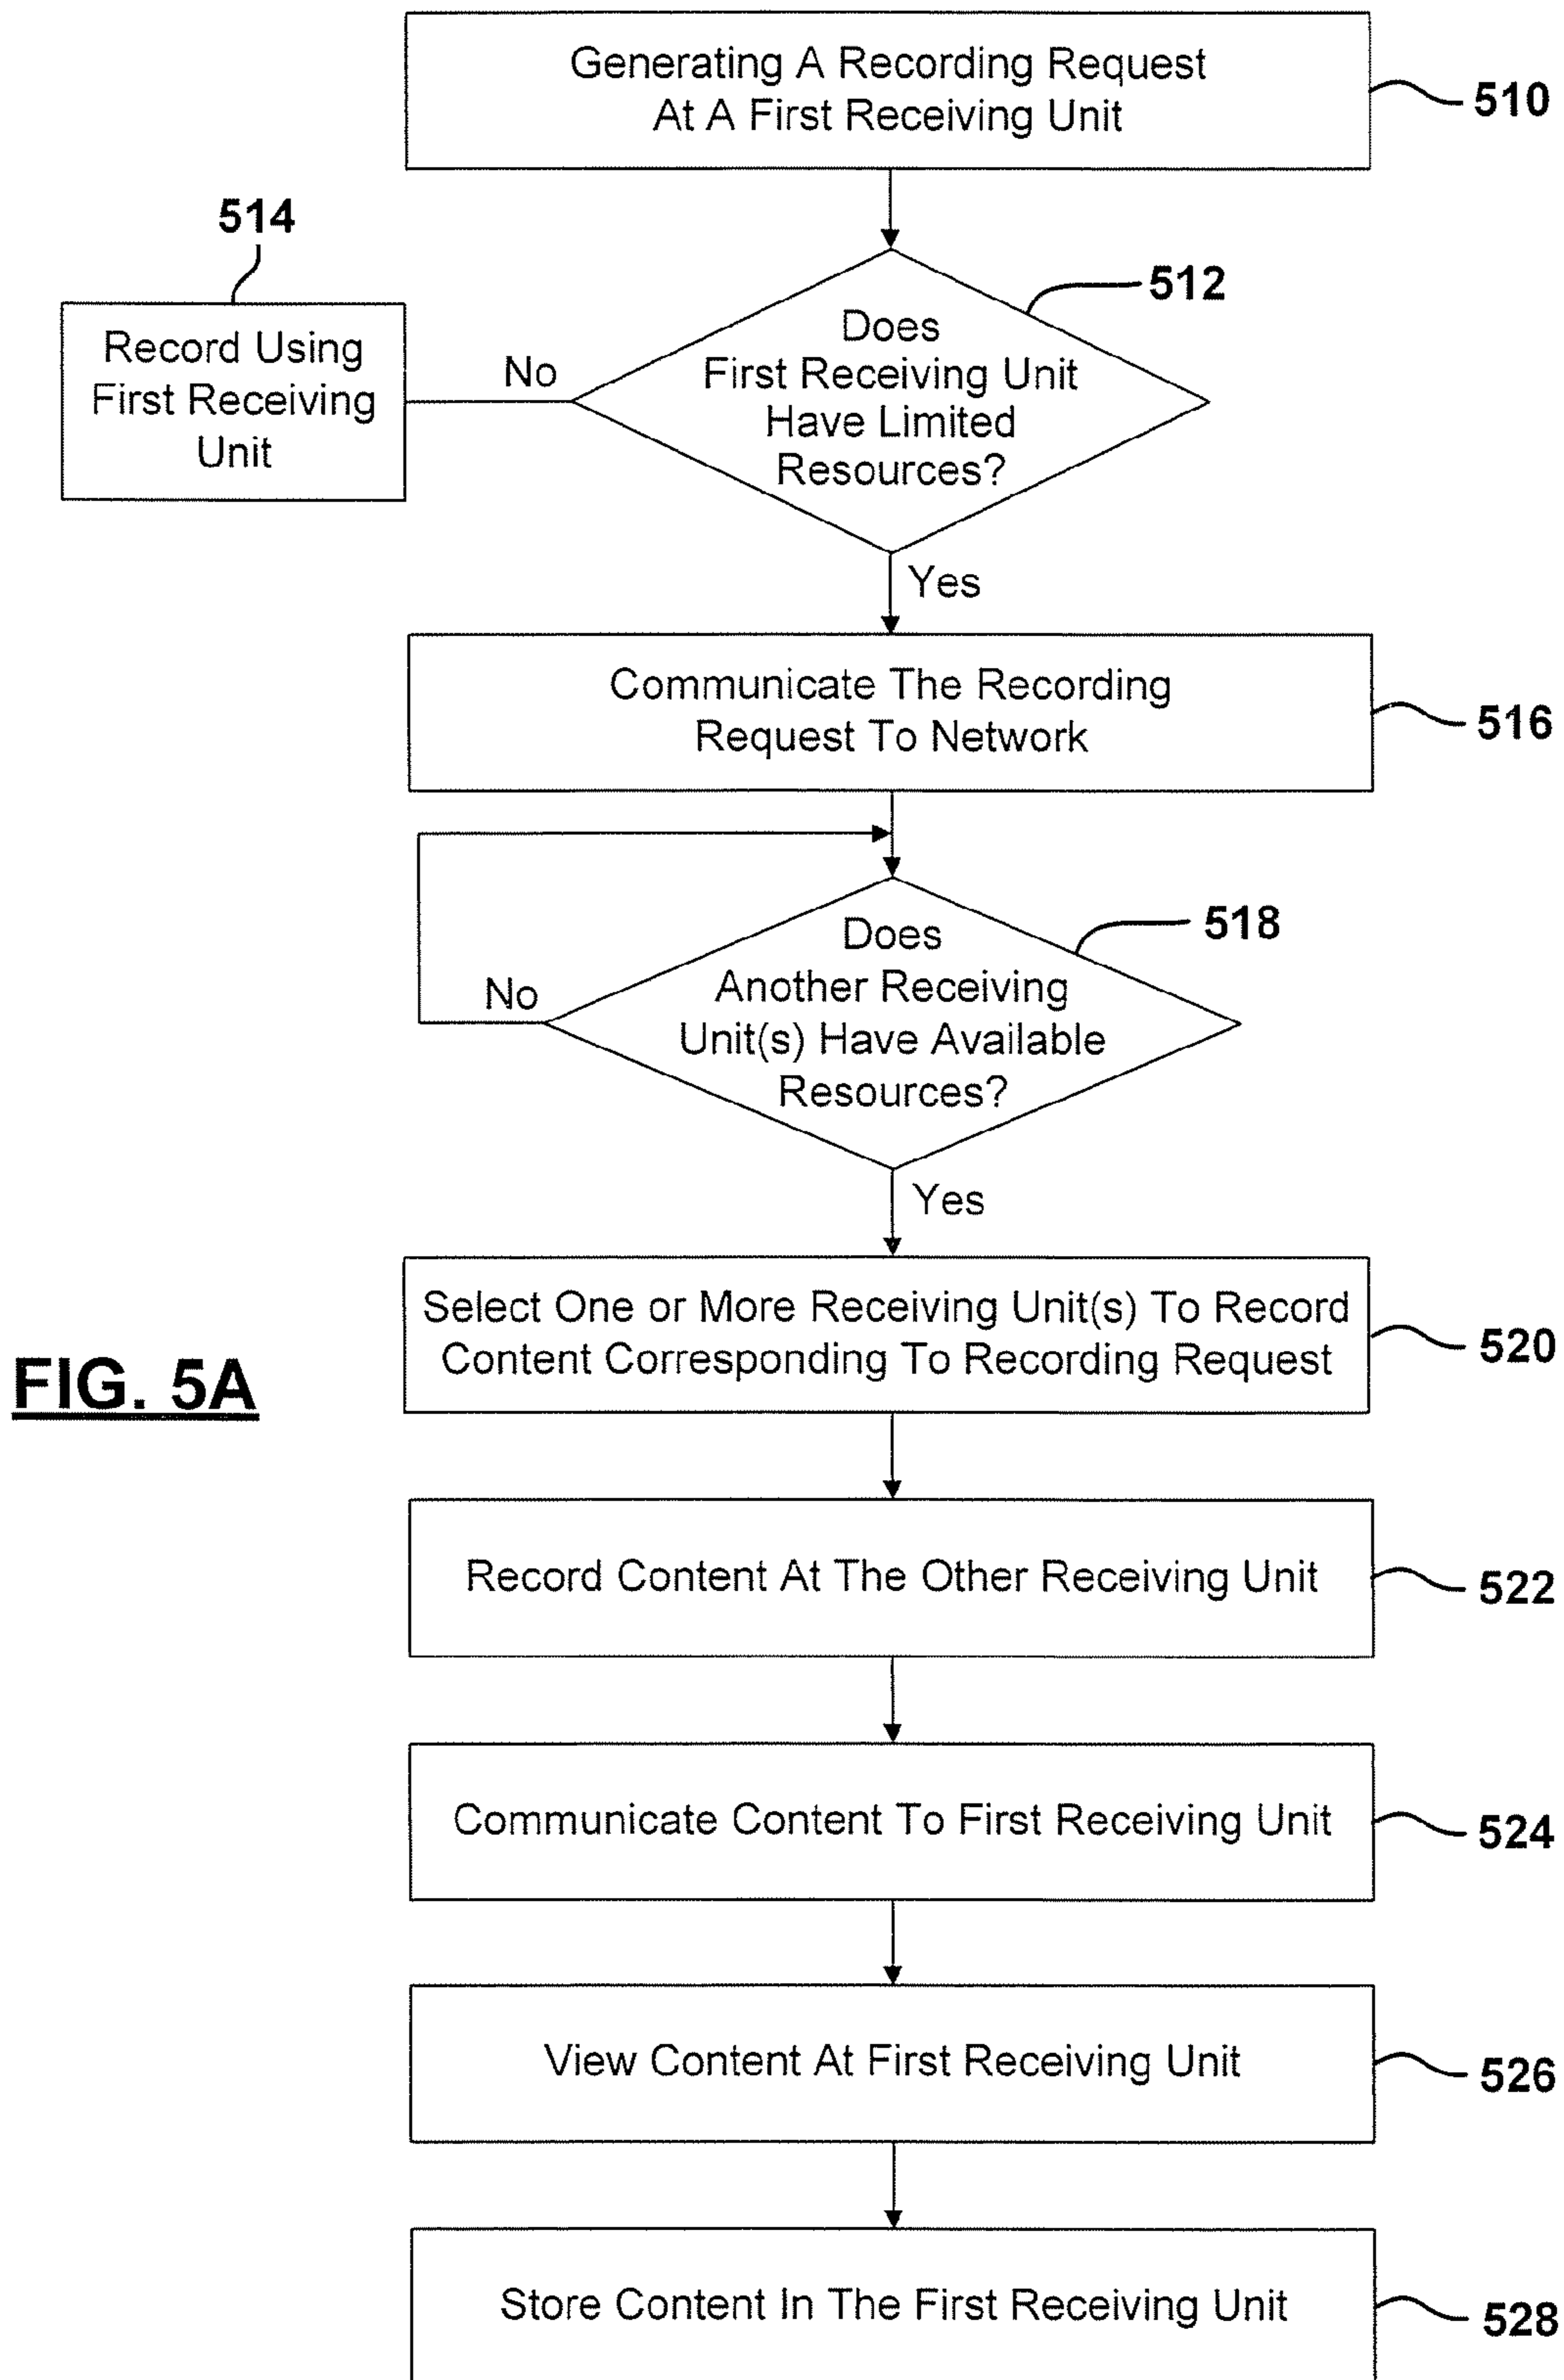 Generating A Recording Request
At A First Receiving Unit
510
514
512
Record Using
First Receiving
Unit
No
Does
First Receiving Unit
Have Limited
Resources?
Yes
Communicate The Recording
Request To Network
516
518
No
Does
Another Receiving
Unit(s) Have Available
Resources?
Yes
Select One or More Receiving Unit(s) To Record
Content Corresponding To Recording Request
520
FIG. 5A
Record Content At The Other Receiving Unit
522
Communicate Content To First Receiving Unit
524
View Content At First Receiving Unit
526
Store Content In The First Receiving Unit
528